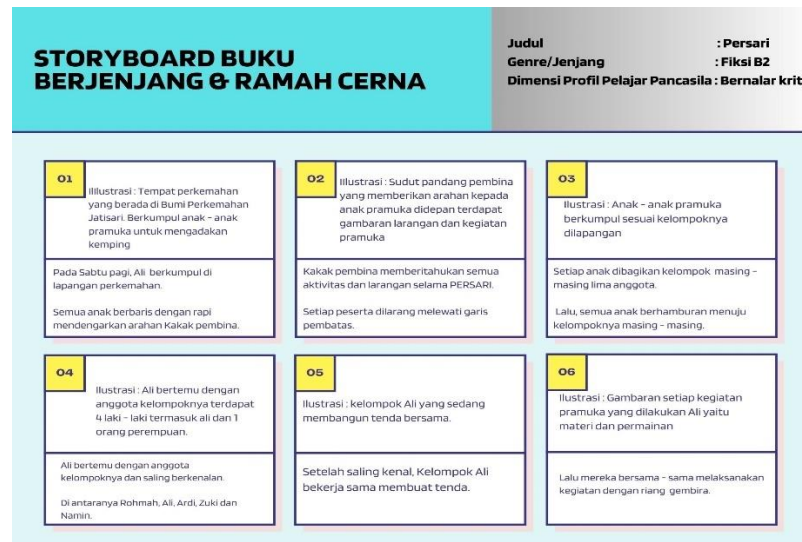 STORYBOARD BUKU
BERJENJANG & RAMAH CERNA
Judul : Persari
Genre/Jenjang : Fiksi B2
Dimensi Profil Pelajar Pancasila : Bernalar krit
01
Illustrasi : Tempat perkemahan
yang berada di Bumi Perkemahan
Jatisari. Berkumpul anak - anak
pramuka untuk mengadakan
kemping
Pada Sabtu pagi, Ali berkumpul di
lapangan perkemahan.
Semua anak berbaris dengan rapi
mendengarkan arahan Kakak pembina.
02
Illustrasi : Sudut pandang pembina
yang memberikan arahan kepada
anak pramuka didepan terdapat
gambaran larangan dan kegiatan
pramuka
Kakak pembina memberitahukan semua
aktivitas dan larangan selama PERSARI.
Setiap peserta dilarang melewati garis
pembatas.
03
Ilustrasi : Anak - anak pramuka
berkumpul sesuai kelompoknya
dilapangan
Setiap anak dibagikan kelompok masing -
masing lima anggota.
Lalu, semua anak berhamburan menuju
kelompoknya masing - masing.
04
Ilustrasi : Ali bertemu dengan
anggota kelompoknya terdapat
4 laki - laki termasuk ali dan 1
orang perempuan.
Ali bertemu dengan anggota
kelompoknya dan saling berkenalan.
Di antaranya Rohmah, Ali, Ardi, Zuki dan
Namin.
05
Ilustrasi : kelompok Ali yang sedang
membangun tenda bersama.
Setelah saling kenal, Kelompok Ali
bekerja sama membuat tenda.
06
Ilustrasi : Gambaran setiap kegiatan
pramuka yang dilakukan Ali yaitu
materi dan permainan
Lalu mereka bersama - sama melaksanakan
kegiatan dengan riang gembira.